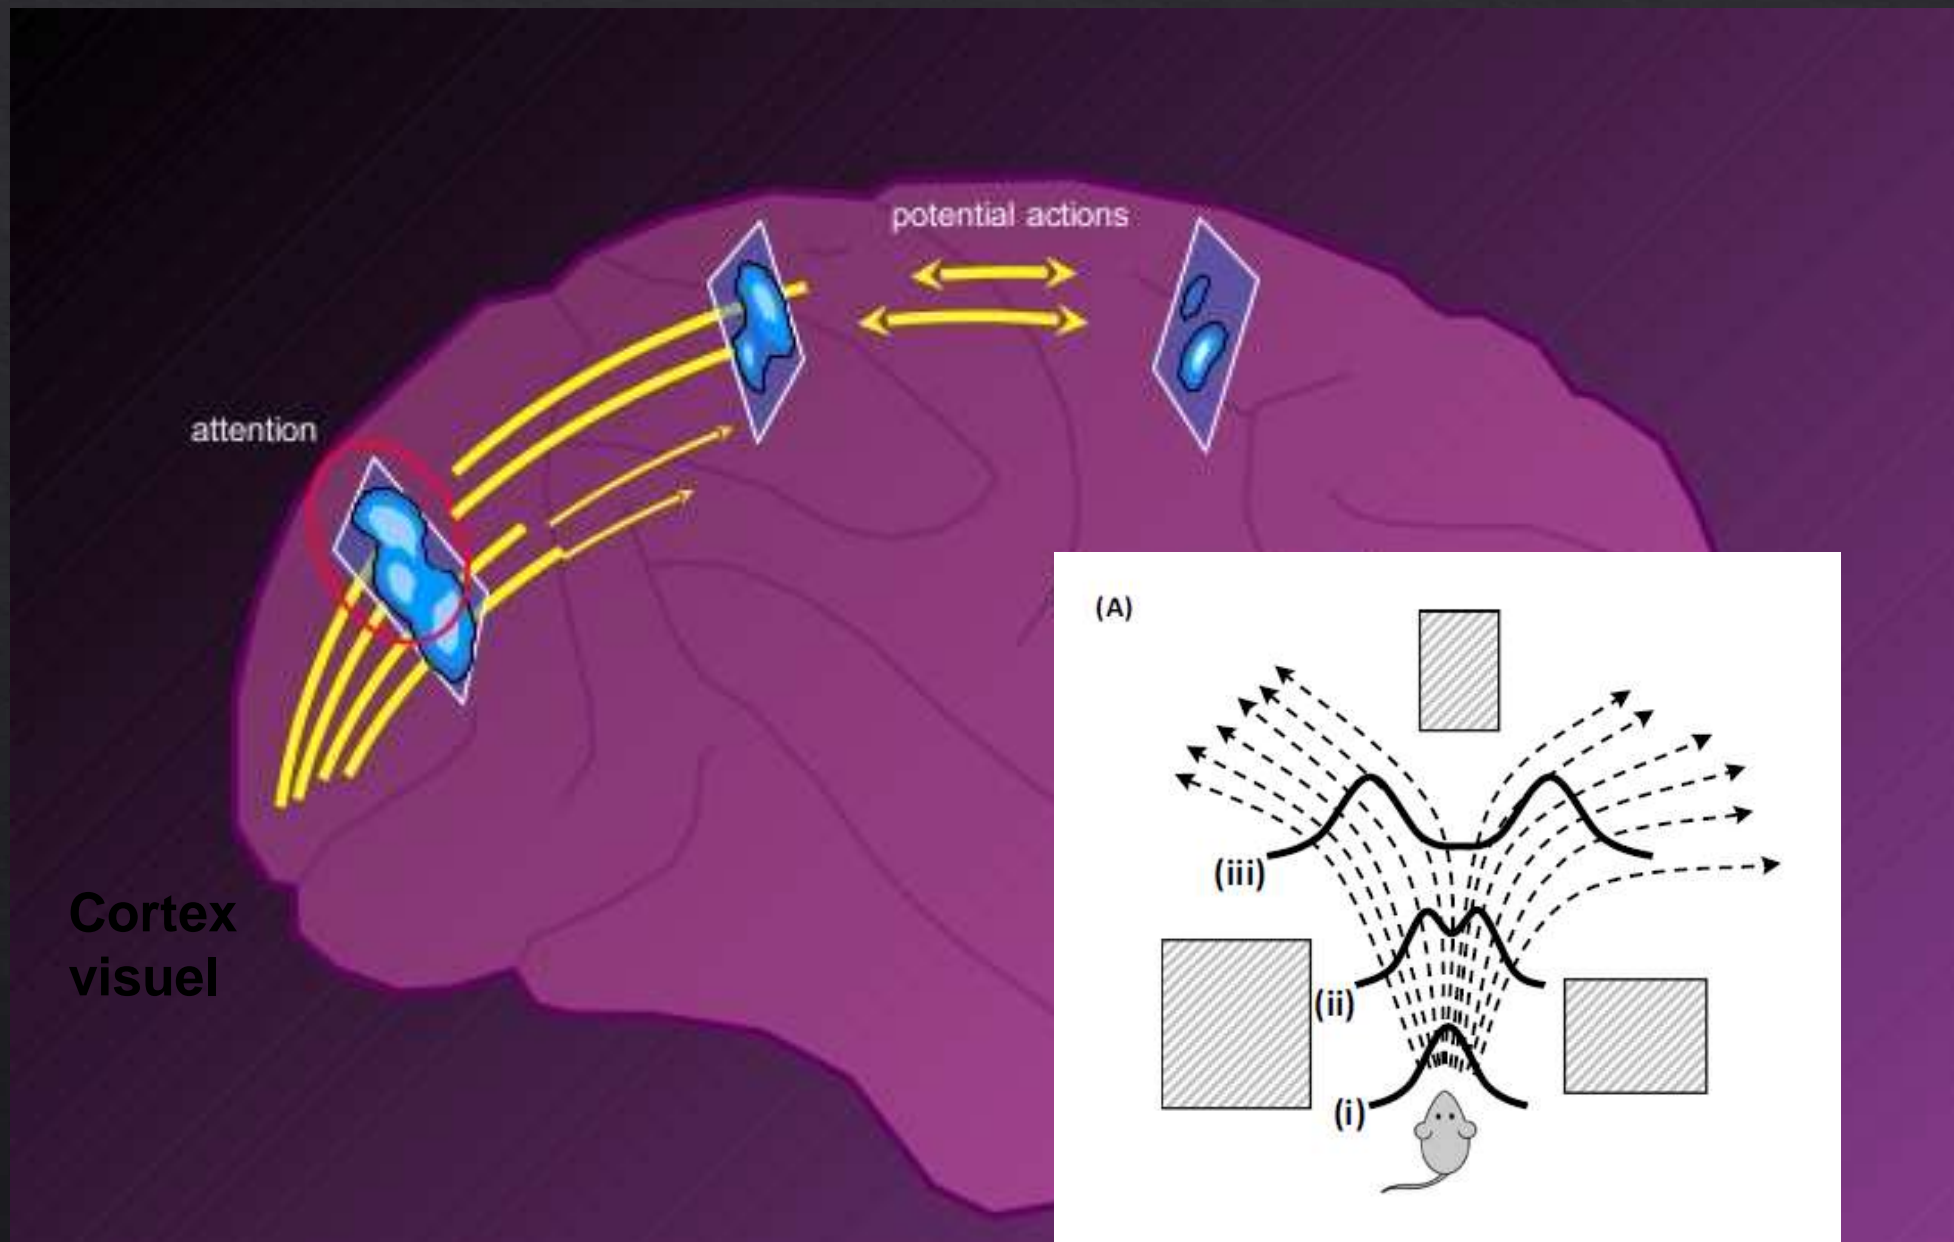 potential actions
attention
(A)
(iii)
Cortex
visuel
(ii)
(i)